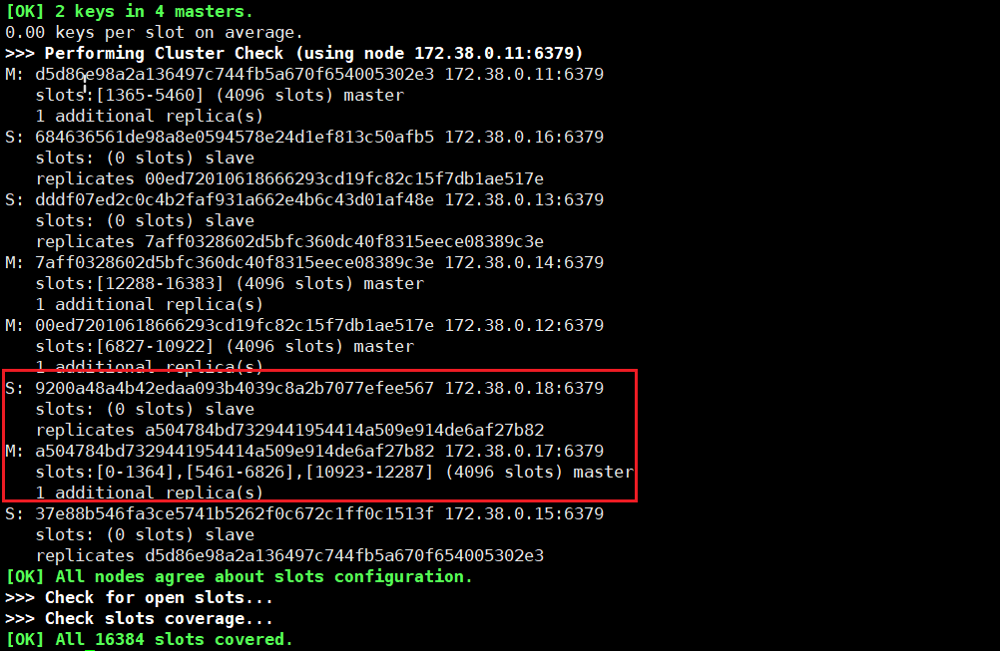 [OK] 2 keys in 4 masters.
0.00 keys per slot on average.
>>> Performing Cluster Check (using node 172.38.0.11:6379)
M: d5d86e98a2a136497c744fb5a670f654005302e3 172.38.0.11:6379
slots:[1365-5460] (4096 slots) master
1 additional replica(s)
S: 684636561de98a8e0594578e24d1ef813c50afb5 172.38.0.16:6379
slots: (0 slots) slave
replicates 00ed72010618666293cd19fc82c15f7db1ae517e
S: dddf07ed2c0c4b2faf931a662e4b6c43d01af48e 172.38.0.13:6379
slots: (0 slots) slave
replicates 7aff0328602d5bfc360dc40f8315eece08389c3e
M: 7aff0328602d5bfc360dc40f8315eece08389c3e 172.38.0.14:6379
slots:[12288-16383] (4096 slots) master
1 additional replica(s)
M: 00ed72010618666293cd19fc82c15f7db1ae517e 172.38.0.12:6379
slots:[6827-10922] (4096 slots) master
1 additional replica(s)
S: 9200a48a4b42edaa093b4039c8a2b7077efee567 172.38.0.18:6379
slots: (0 slots) slave
replicates a504784bd7329441954414a509e914de6af27b82
M: a504784bd7329441954414a509e914de6af27b82 172.38.0.17:6379
slots:[0-1364],[5461-6826],[10923-12287] (4096 slots) master
1 additional replica(s)
S: 37e88b546fa3ce5741b5262f0c672c1ff0c1513f 172.38.0.15:6379
slots: (0 slots) slave
replicates d5d86e98a2a136497c744fb5a670f654005302e3
[OK] All nodes agree about slots configuration.
>>> Check for open slots...
>>> Check slots coverage...
[OK] All 16384 slots covered.